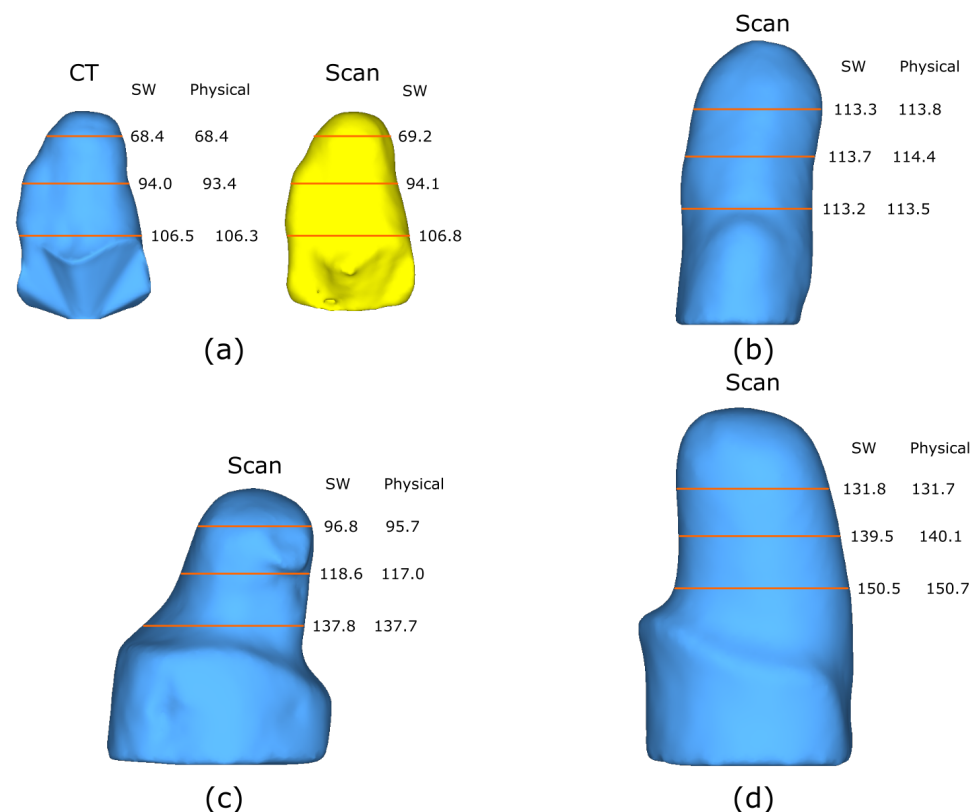 CT
SW Physical
68.4 68.4
94.0 93.4
106.5 106.3
Scan
SW
69.2
94.1
106.8
(a)
Scan
SW Physical
113.3 113.8
113.7 114.4
113.2 113.5
(b)
Scan
SW Physical
96.8 95.7
118.6 117.0
137.8 137.7
(c)
Scan
SW Physical
131.8 131.7
139.5 140.1
150.5 150.7
(d)